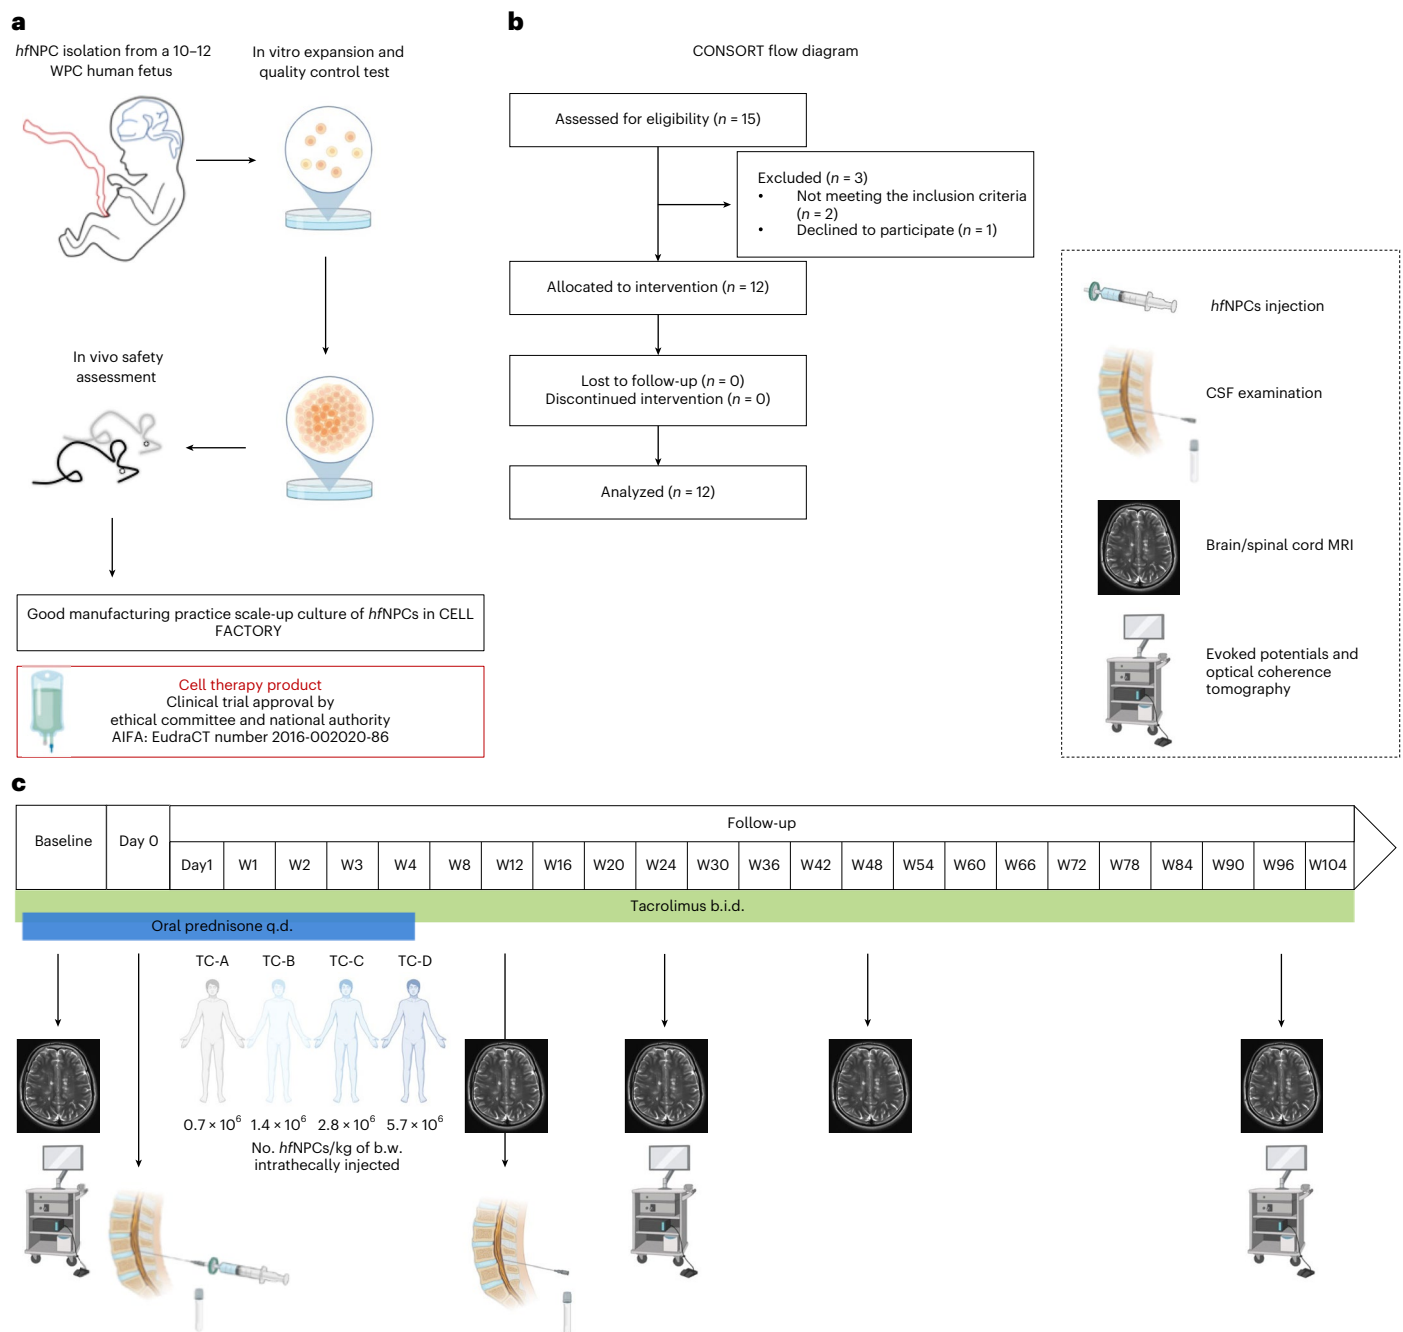 a
hfNPC isolation from a 10–12
WPC human fetus
In vitro expansion and
quality control test
In vivo safety
assessment
Good manufacturing practice scale-up culture of hfNPCs in CELL
FACTORY
Cell therapy product
Clinical trial approval by
ethical committee and national authority
AIFA: EudraCT number 2016-002020-86
b
CONSORT flow diagram
Assessed for eligibility (n = 15)
Excluded (n = 3)
• Not meeting the inclusion criteria
(n = 2)
• Declined to participate (n = 1)
Allocated to intervention (n = 12)
Lost to follow-up (n = 0)
Discontinued intervention (n = 0)
Analyzed (n = 12)
hfNPCs injection
CSF examination
Brain/spinal cord MRI
Evoked potentials and
optical coherence
tomography
c
Baseline
Day 0
Follow-up
Day1 W1 W2 W3 W4 W8 W12 W16 W20 W24 W30 W36 W42 W48 W54 W60 W66 W72 W78 W84 W90 W96 W104
Tacrolimus b.i.d.
Oral prednisone q.d.
TC-A TC-B TC-C TC-D
0.7 × 10⁶ 1.4 × 10⁶ 2.8 × 10⁶ 5.7 × 10⁶
No. hfNPCs/kg of b.w.
intrathecally injected